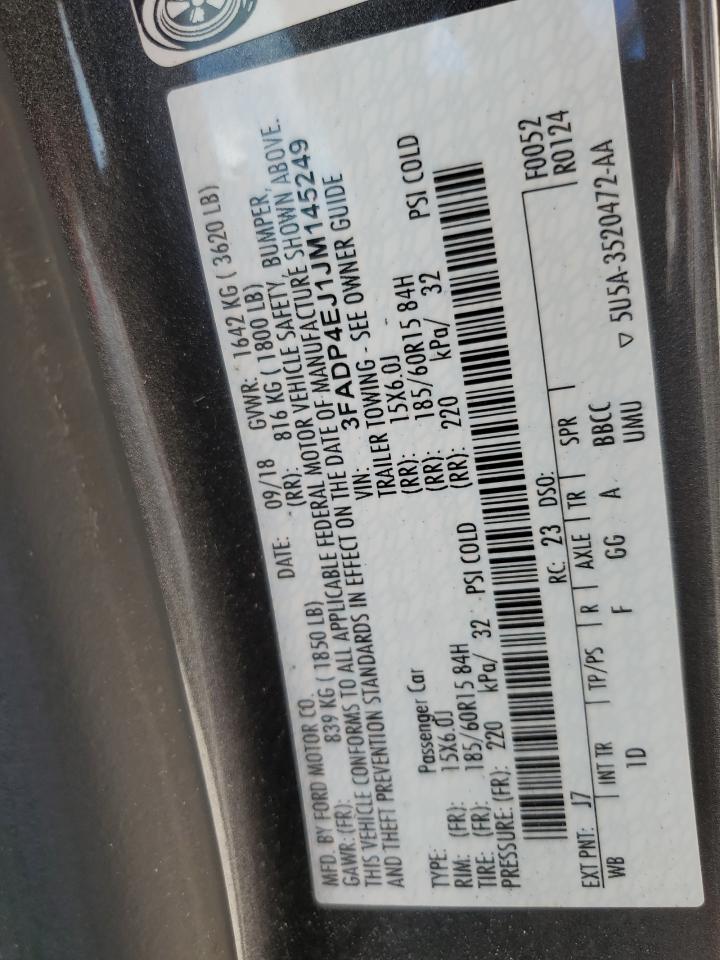 MFD. BY FORD MOTOR CO.
DATE: 09/18 GVWR: 1642 KG ( 3620 LB)
GAWR: (FR): 839 KG ( 1850 LB) (RR): 816 KG ( 1800 LB)
THIS VEHICLE CONFORMS TO ALL APPLICABLE FEDERAL MOTOR VEHICLE SAFETY, BUMPER,
AND THEFT PREVENTION STANDARDS IN EFFECT ON THE DATE OF MANUFACTURE SHOWN ABOVE.
VIN: 3FADP4EJ1JM145249
TYPE: Passenger Car TRAILER TOWING - SEE OWNER GUIDE
RIM: (FR): 15X6.0J (RR): 15X6.0J
TIRE: (FR): 185/60R15 84H (RR): 185/60R15 84H
PRESSURE: (FR): 220 kPa/ 32 PSI COLD (RR): 220 kPa/ 32 PSI COLD
EXT PNT: J7 RC: 23 DSO: F0052
WB INT TR TP/PS R AXLE TR SPR R0124
1D F GG A BBCC
UMU
▽ 5U5A-3520472-AA